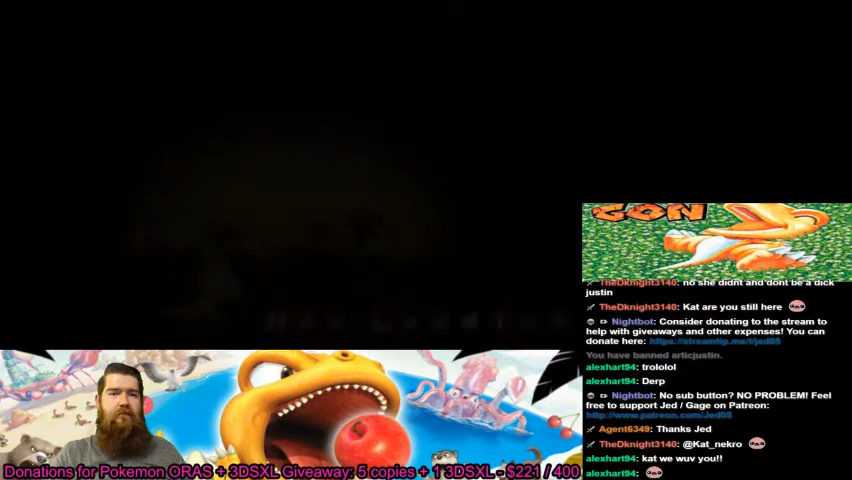 GON
TheDknight3140: no she didnt and dont be a dick
justin
TheDknight3140: Kat are you still here
Nightbot: Consider donating to the stream to
help with giveaways and other expenses! You can
donate here: https://streamtip.me/t/jed05
You have banned articjustin.
alexhart94: trololol
alexhart94: Derp
Nightbot: No sub button? NO PROBLEM! Feel
free to support Jed / Gage on Patreon:
http://www.patreon.com/Jed05
Agent6349: Thanks Jed
TheDknight3140: @Kat_nekro
alexhart94: kat we wuv you!!
alexhart94:
Donations for Pokemon ORAS + 3DSXL Giveaway: 5 copies + 1 3DSXL - $221 / 400